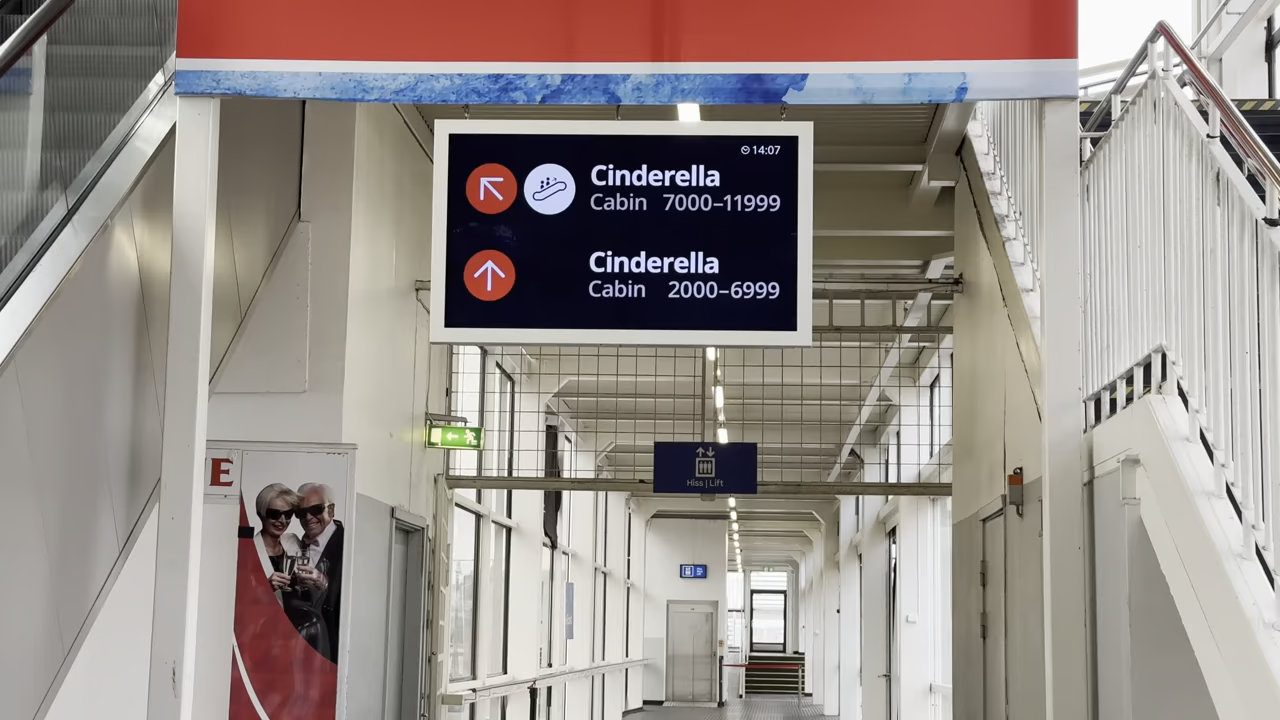 14:07
Cinderella
Cabin 7000–11999
Cinderella
Cabin 2000–6999
Hiss | Lift
E